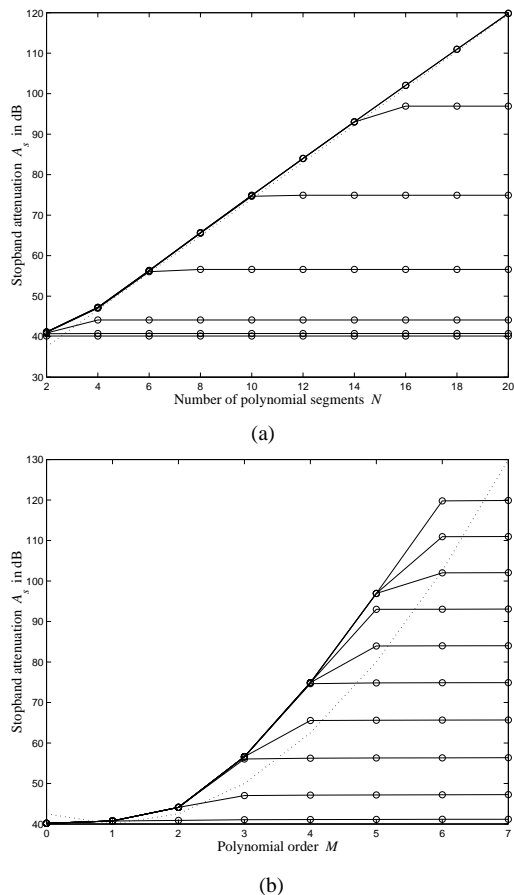 120
110
100
90
80
70
60
50
40
30
Stopband attenuation A_s in dB
2 4 6 8 10 12 14 16 18 20
Number of polynomial segments N
(a)
130
120
110
100
90
80
70
60
50
40
Stopband attenuation A_s in dB
0 1 2 3 4 5 6 7
Polynomial order M
(b)